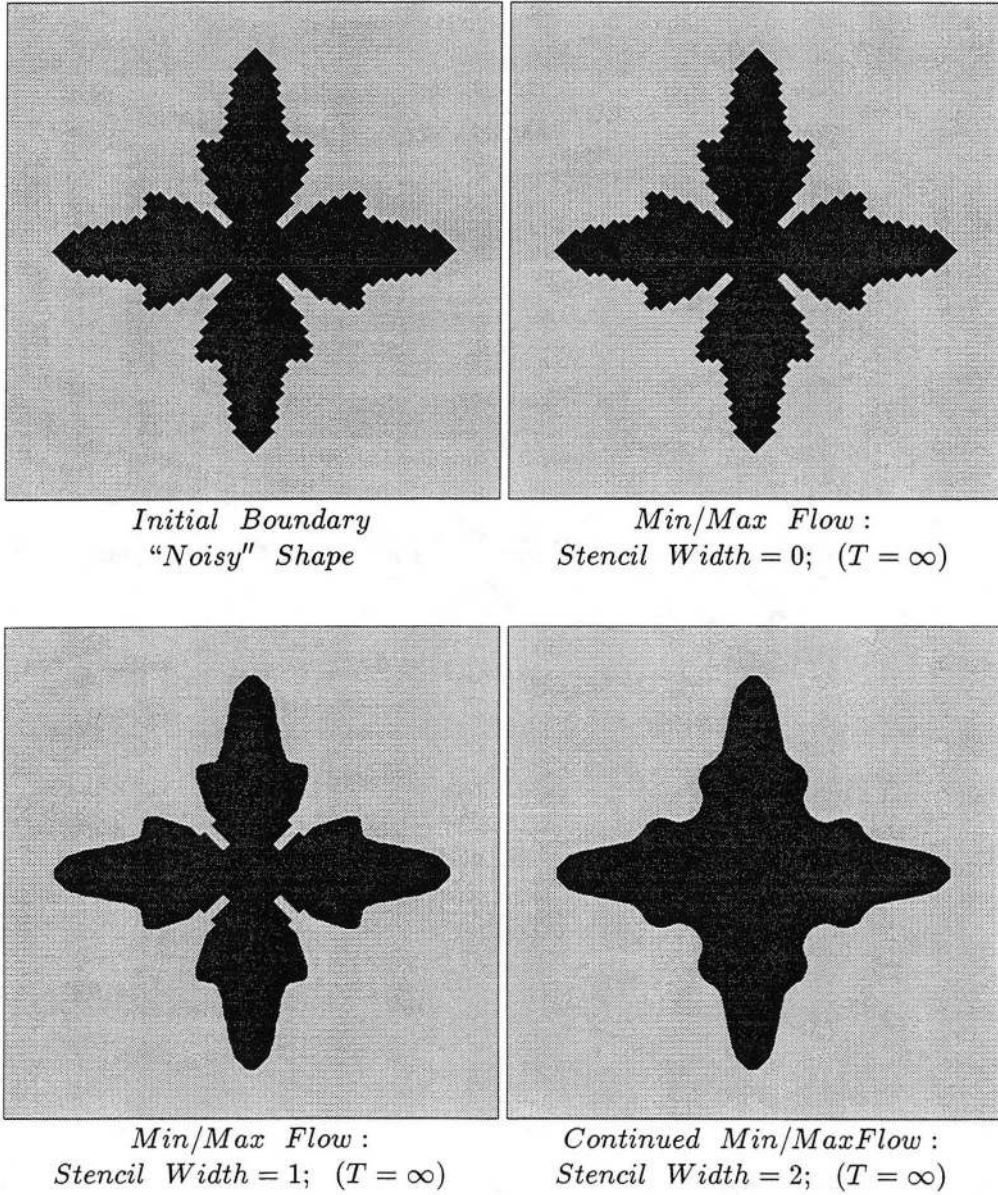 Initial Boundary
“Noisy" Shape
Min/Max Flow :
Stencil Width = 0; (T = ∞)
Min/Max Flow :
Stencil Width = 1; (T = ∞)
Continued Min/MaxFlow :
Stencil Width = 2; (T = ∞)